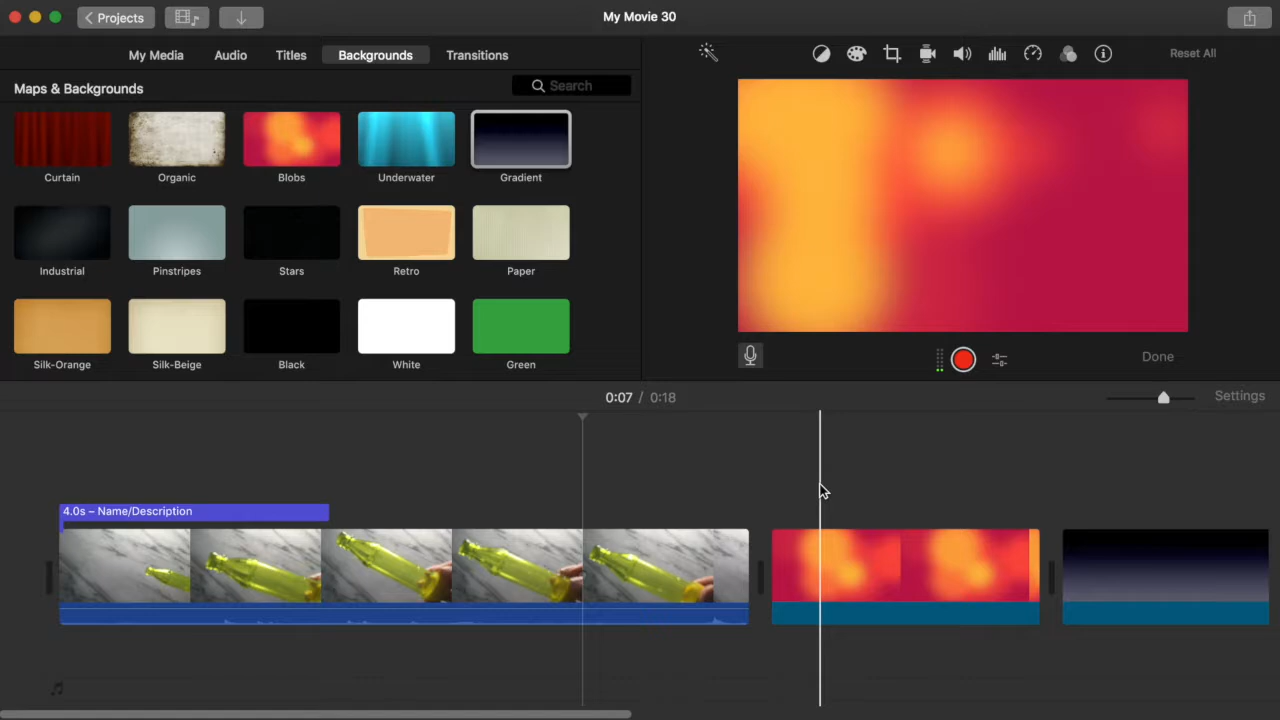 Projects
My Movie 30
My Media Audio Titles Backgrounds Transitions
Reset All
Maps & Backgrounds
Search
Curtain Organic Blobs Underwater Gradient
Industrial Pinstripes Stars Retro Paper
Silk-Orange Silk-Beige Black White Green
Done
0:07 / 0:18
Settings
4.0s – Name/Description